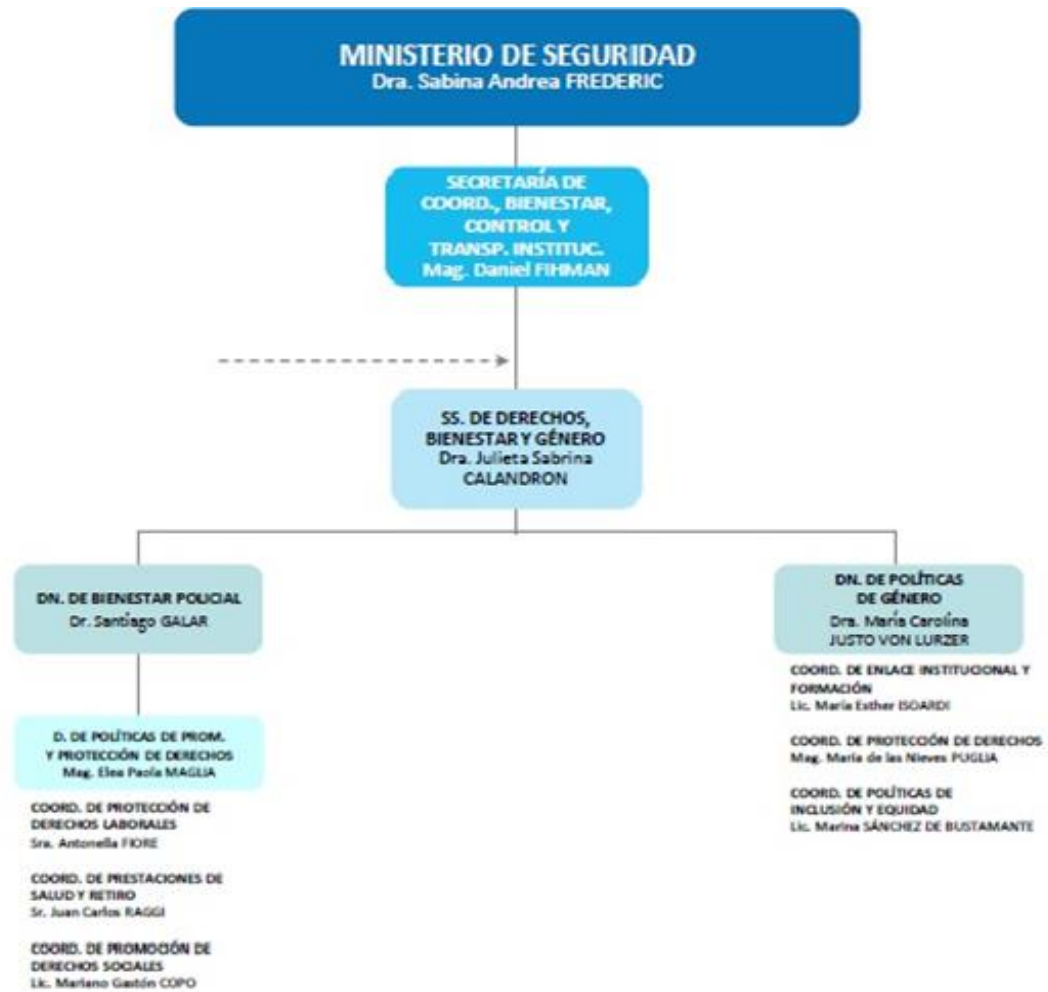 MINISTERIO DE SEGURIDAD
Dra. Sabina Andrea FREDERIC
SECRETARÍA DE
COORD., BIENESTAR,
CONTROL Y
TRANSP. INSTITUC.
Mag. Daniel FIHMAN
SS. DE DERECHOS,
BIENESTAR Y GÉNERO
Dra. Julieta Sabrina
CALANDRON
DN. DE BIENESTAR POLICIAL
Dr. Santiago GALAR
D. DE POLÍTICAS DE PROM.
Y PROTECCIÓN DE DERECHOS
Mag. Elea Paola MAGLIA
COORD. DE PROTECCIÓN DE
DERECHOS LABORALES
Sra. Antonella FIORE
COORD. DE PRESTACIONES DE
SALUD Y RETIRO
Sr. Juan Carlos RAGGI
COORD. DE PROMOCIÓN DE
DERECHOS SOCIALES
Lic. Mariano Gastón COPO
DN. DE POLÍTICAS
DE GÉNERO
Dra. María Carolina
JUSTO VON LURZER
COORD. DE ENLACE INSTITUCIONAL Y
FORMACIÓN
Lic. María Esther ISOARDI
COORD. DE PROTECCIÓN DE DERECHOS
Mag. María de las Nieves PUGLIA
COORD. DE POLÍTICAS DE
INCLUSIÓN Y EQUIDAD
Lic. Marina SÁNCHEZ DE BUSTAMANTE